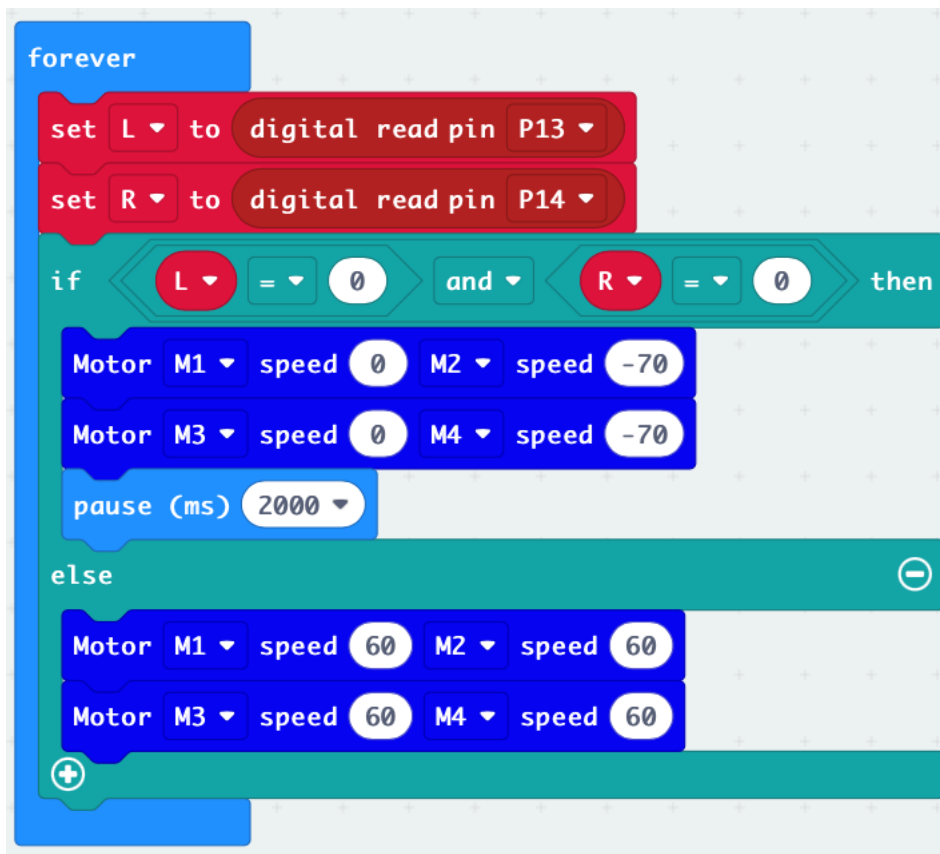 forever
set L to digital read pin P13
set R to digital read pin P14
if L = 0 and R = 0 then
Motor M1 speed 0 M2 speed -70
Motor M3 speed 0 M4 speed -70
pause (ms) 2000
else
Motor M1 speed 60 M2 speed 60
Motor M3 speed 60 M4 speed 60